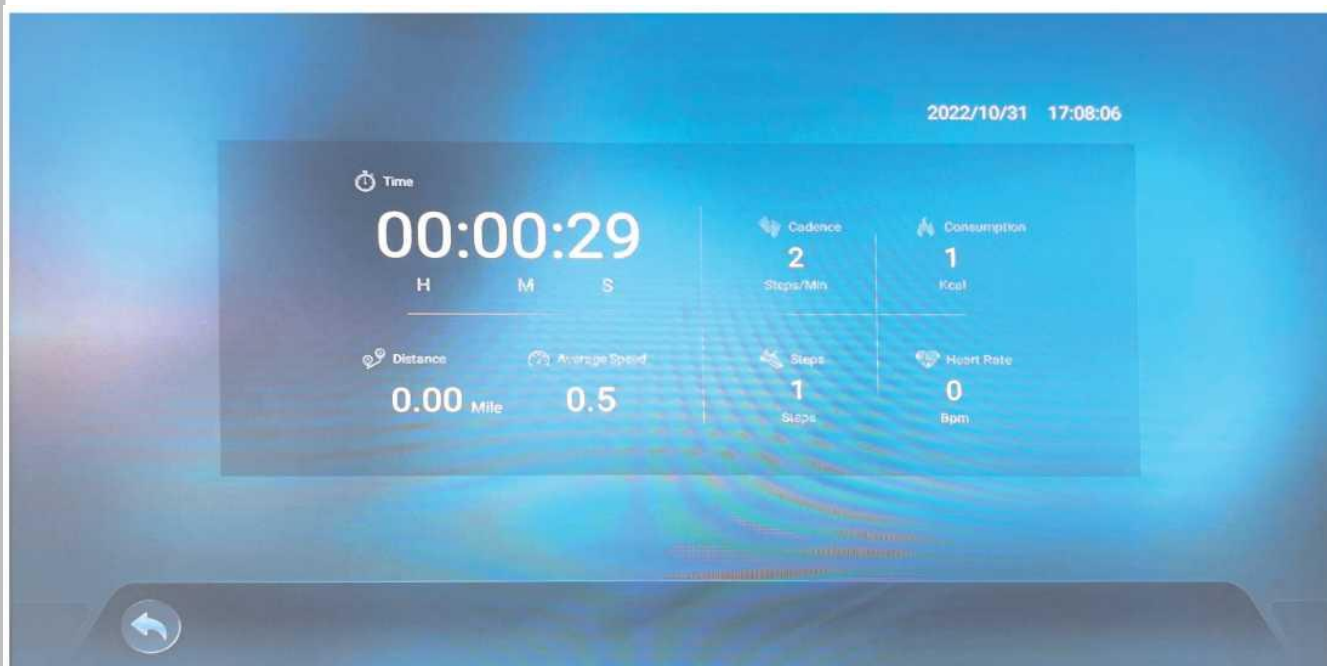 2022/10/31 17:08:06
Time
00:00:29
H M S
Cadence
2
Steps/Min
Consumption
1
Kcal
Distance
0.00 Mile
Average Speed
0.5
Steps
1
Steps
Heart Rate
0
Bpm